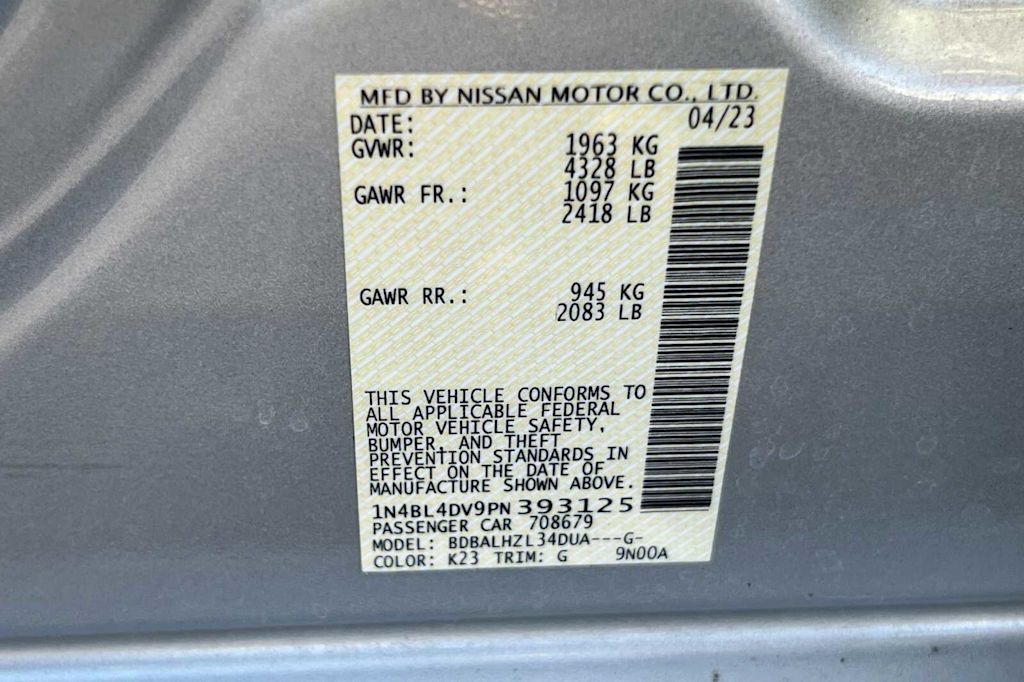 MFD BY NISSAN MOTOR CO., LTD.
DATE: 04/23
GVWR: 1963 KG
4328 LB
GAWR FR.: 1097 KG
2418 LB
GAWR RR.: 945 KG
2083 LB
THIS VEHICLE CONFORMS TO
ALL APPLICABLE FEDERAL
MOTOR VEHICLE SAFETY,
BUMPER, AND THEFT
PREVENTION STANDARDS IN
EFFECT ON THE DATE OF
MANUFACTURE SHOWN ABOVE.
1N4BL4DV9PN393125
PASSENGER CAR 708679
MODEL: BDBALHZL34DUA---G-
COLOR: K23 TRIM: G 9N00A